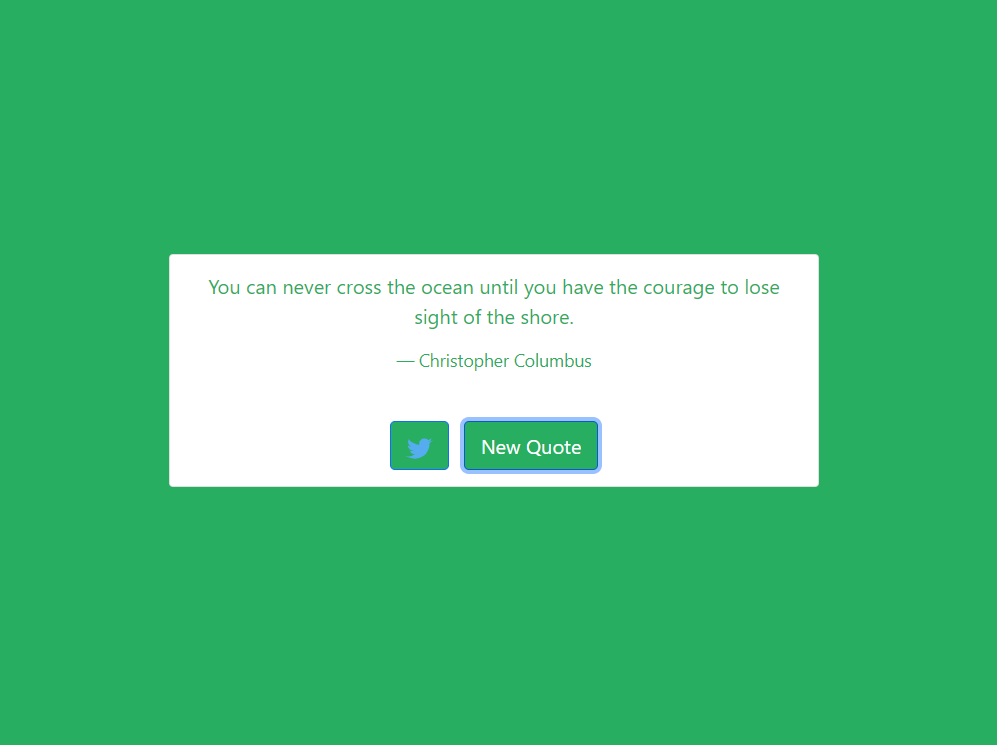 You can never cross the ocean until you have the courage to lose
sight of the shore.
— Christopher Columbus
New Quote